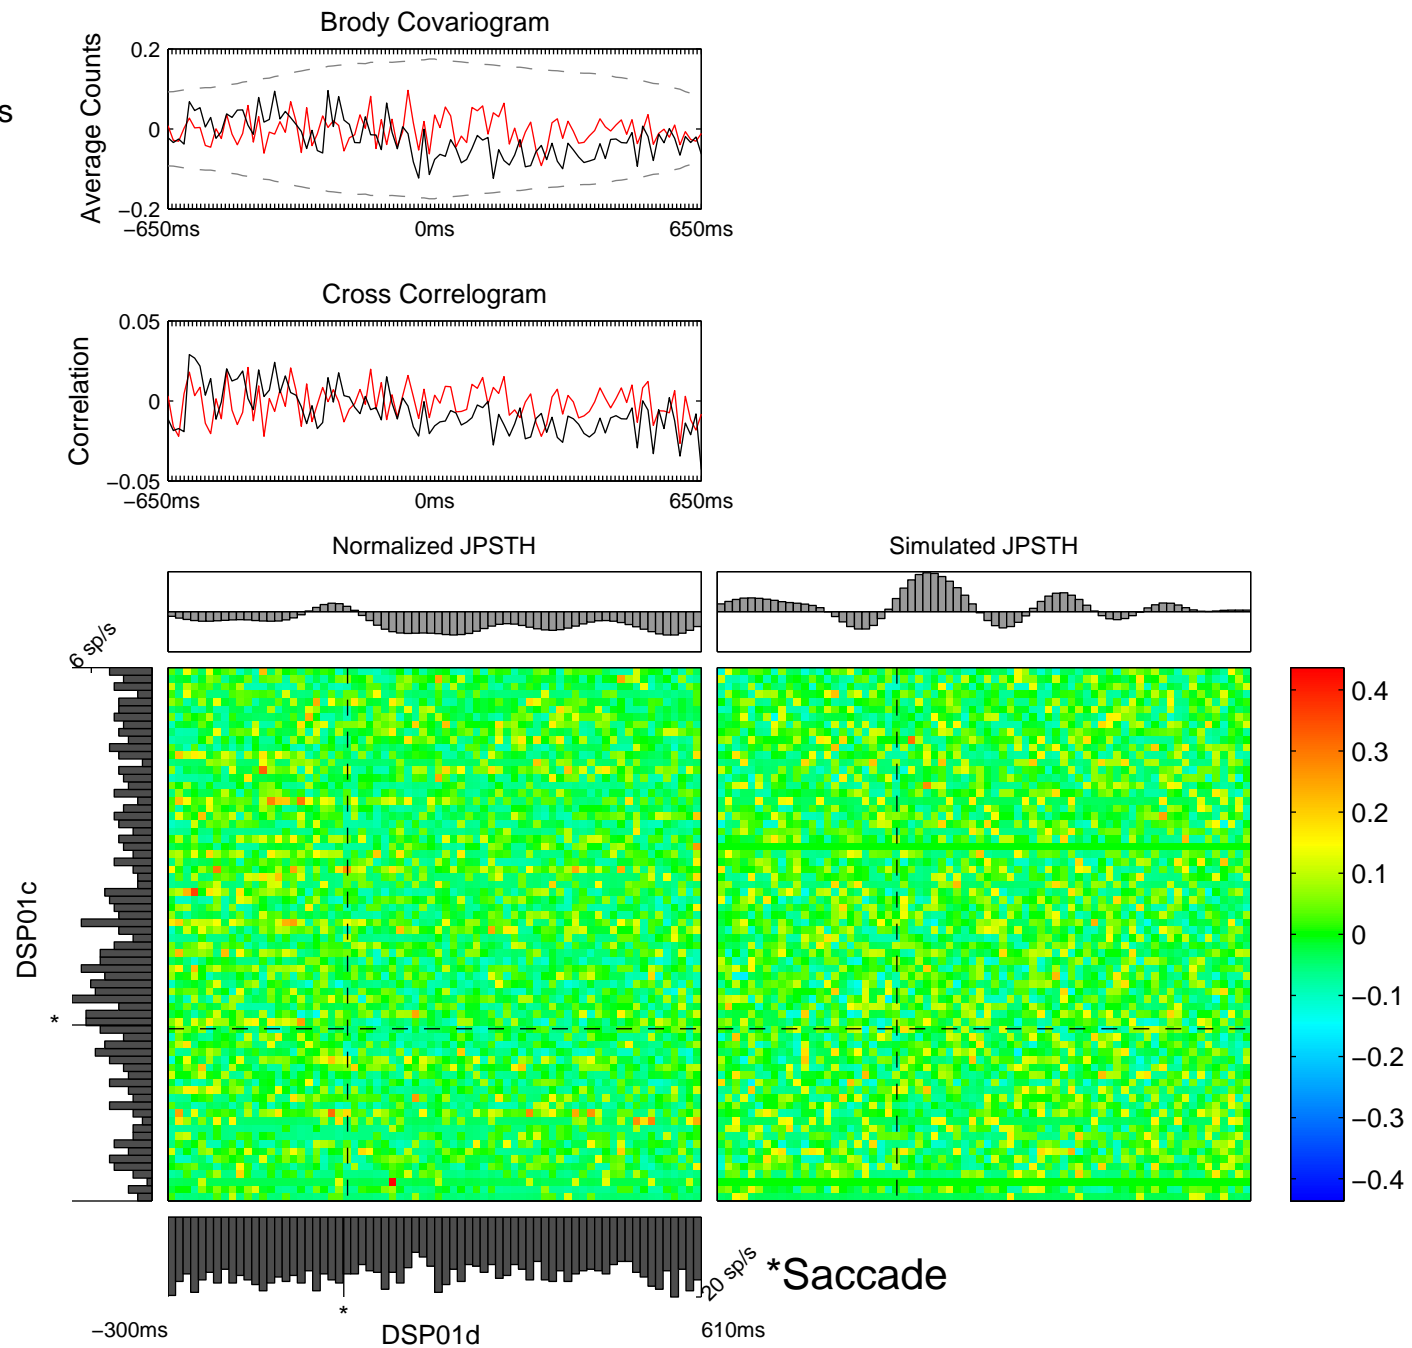 Brody Covariogram
s
Average Counts
0.2
0
−0.2
−650ms
0ms
650ms
Cross Correlogram
Correlation
0.05
0
−0.05
−650ms
0ms
650ms
Normalized JPSTH
Simulated JPSTH
6 sp/s
DSP01c
*
0.4
0.3
0.2
0.1
0
−0.1
−0.2
−0.3
−0.4
20 sp/s
*Saccade
*
−300ms
DSP01d
610ms